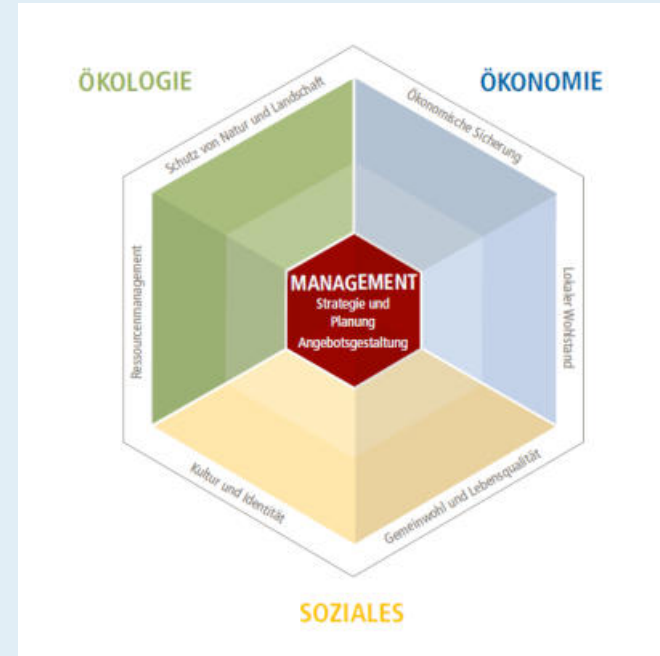 ÖKOLOGIE
ÖKONOMIE
Schutz von Natur und Landschaft
Ökonomische Sicherung
Ressourcenmanagement
MANAGEMENT
Strategie und
Planung
Angebotsgestaltung
Lokaler Wohlstand
Kultur und Identität
Gemeinwohl und Lebensqualität
SOZIALES